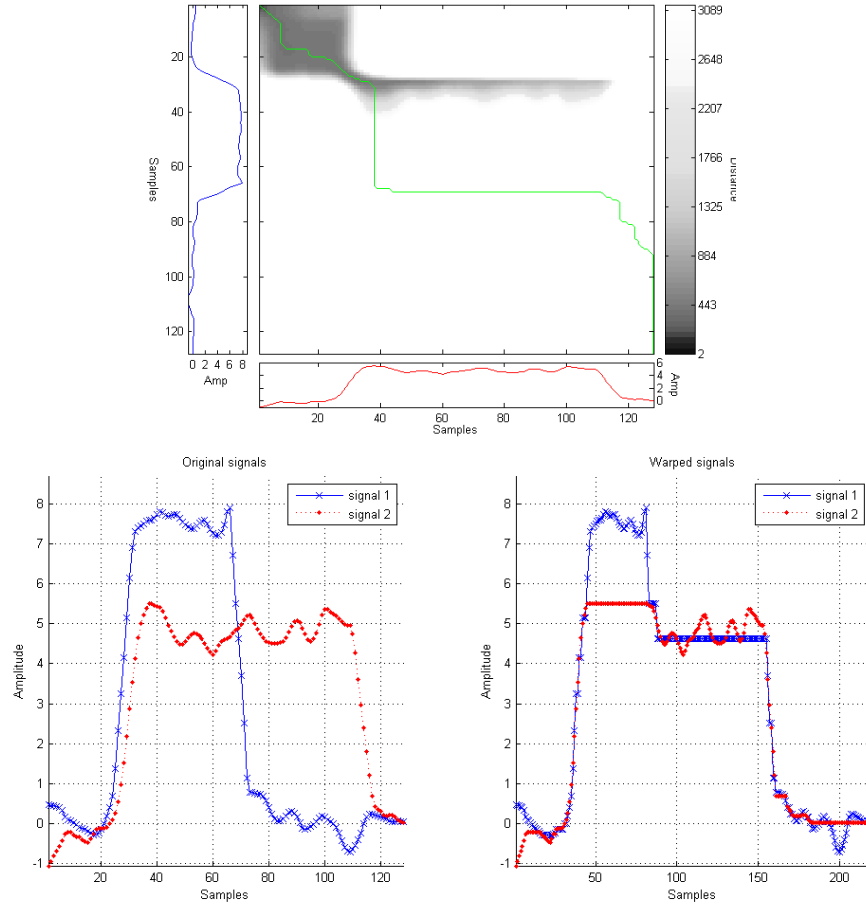 20
40
60
80
100
120
Samples
0 2 4 6 8
Amp
3089
2648
2207
1766
1325
884
443
2
Distance
6
4
2
0
Amp
20 40 60 80 100 120
Samples
Original signals
signal 1
signal 2
8
7
6
5
4
3
2
1
0
-1
Amplitude
20 40 60 80 100 120
Samples
Warped signals
signal 1
signal 2
8
7
6
5
4
3
2
1
0
-1
Amplitude
50 100 150 200
Samples